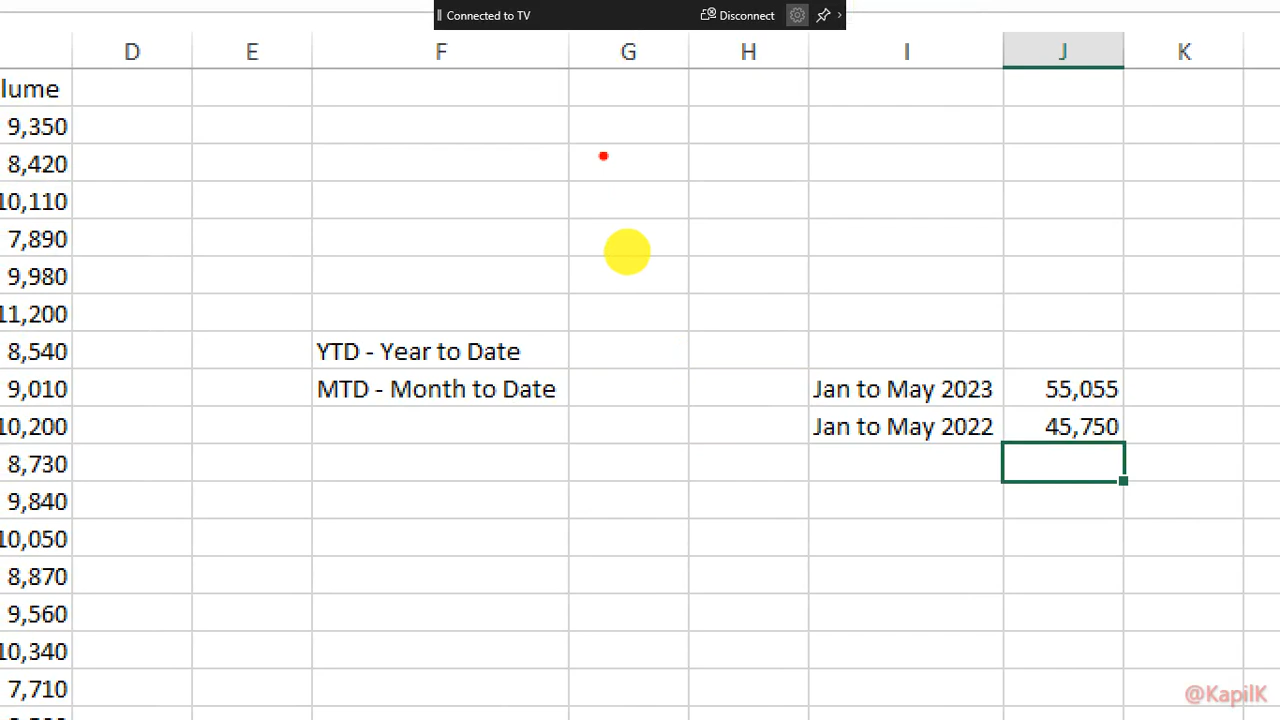 Connected to TV
Disconnect
D E F G H I J K
lume
9,350
8,420
10,110
7,890
9,980
11,200
8,540 YTD - Year to Date
9,010 MTD - Month to Date Jan to May 2023 55,055
10,200 Jan to May 2022 45,750
8,730
9,840
10,050
8,870
9,560
10,340
7,710
@KapilK